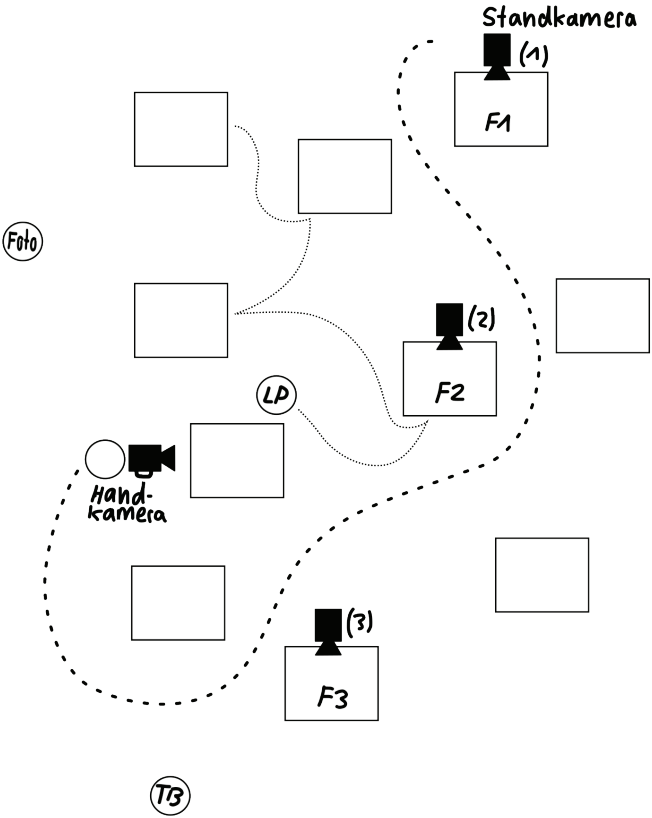 Standkamera
(1)
F1
Foto
(2)
F2
LP
Hand-
kamera
(3)
F3
TB